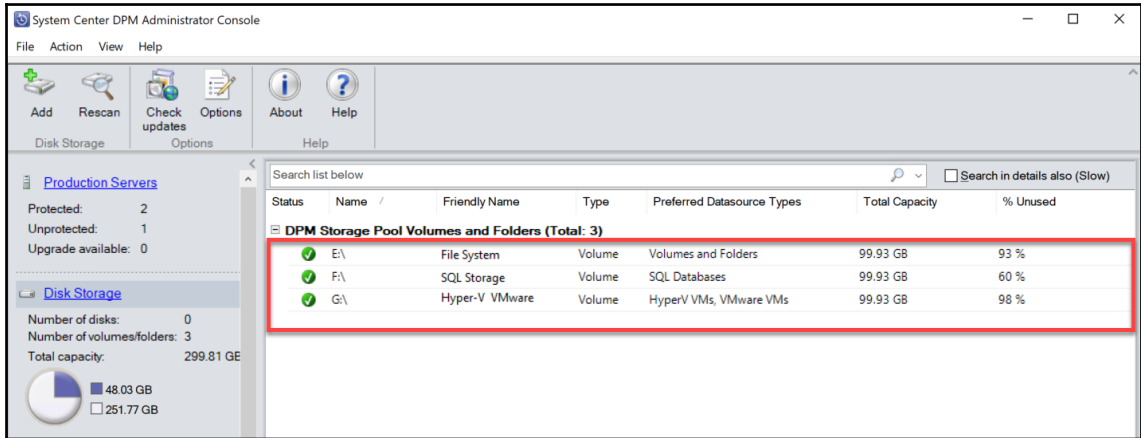 System Center DPM Administrator Console
File Action View Help
Add Rescan Check updates Options About Help
Disk Storage Options Help
Production Servers
Protected: 2
Unprotected: 1
Upgrade available: 0
Disk Storage
Number of disks: 0
Number of volumes/folders: 3
Total capacity: 299.81 GB
48.03 GB
251.77 GB
Search list below Search in details also (Slow)
Status Name Friendly Name Type Preferred Datasource Types Total Capacity % Unused
DPM Storage Pool Volumes and Folders (Total: 3)
E:\ File System Volume Volumes and Folders 99.93 GB 93 %
F:\ SQL Storage Volume SQL Databases 99.93 GB 60 %
G:\ Hyper-V VMware Volume HyperV VMs, VMware VMs 99.93 GB 98 %